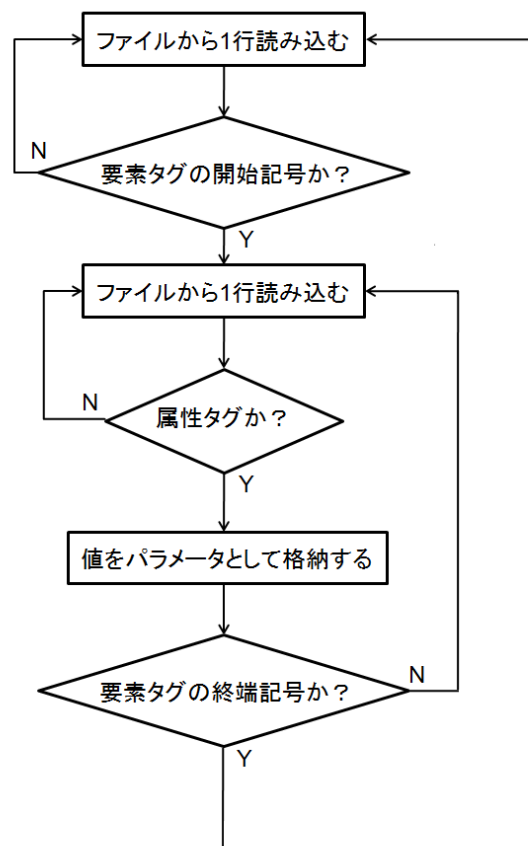 ファイルから1行読み込む
N
要素タグの開始記号か？
Y
ファイルから1行読み込む
N
属性タグか？
Y
値をパラメータとして格納する
要素タグの終端記号か？
N
Y